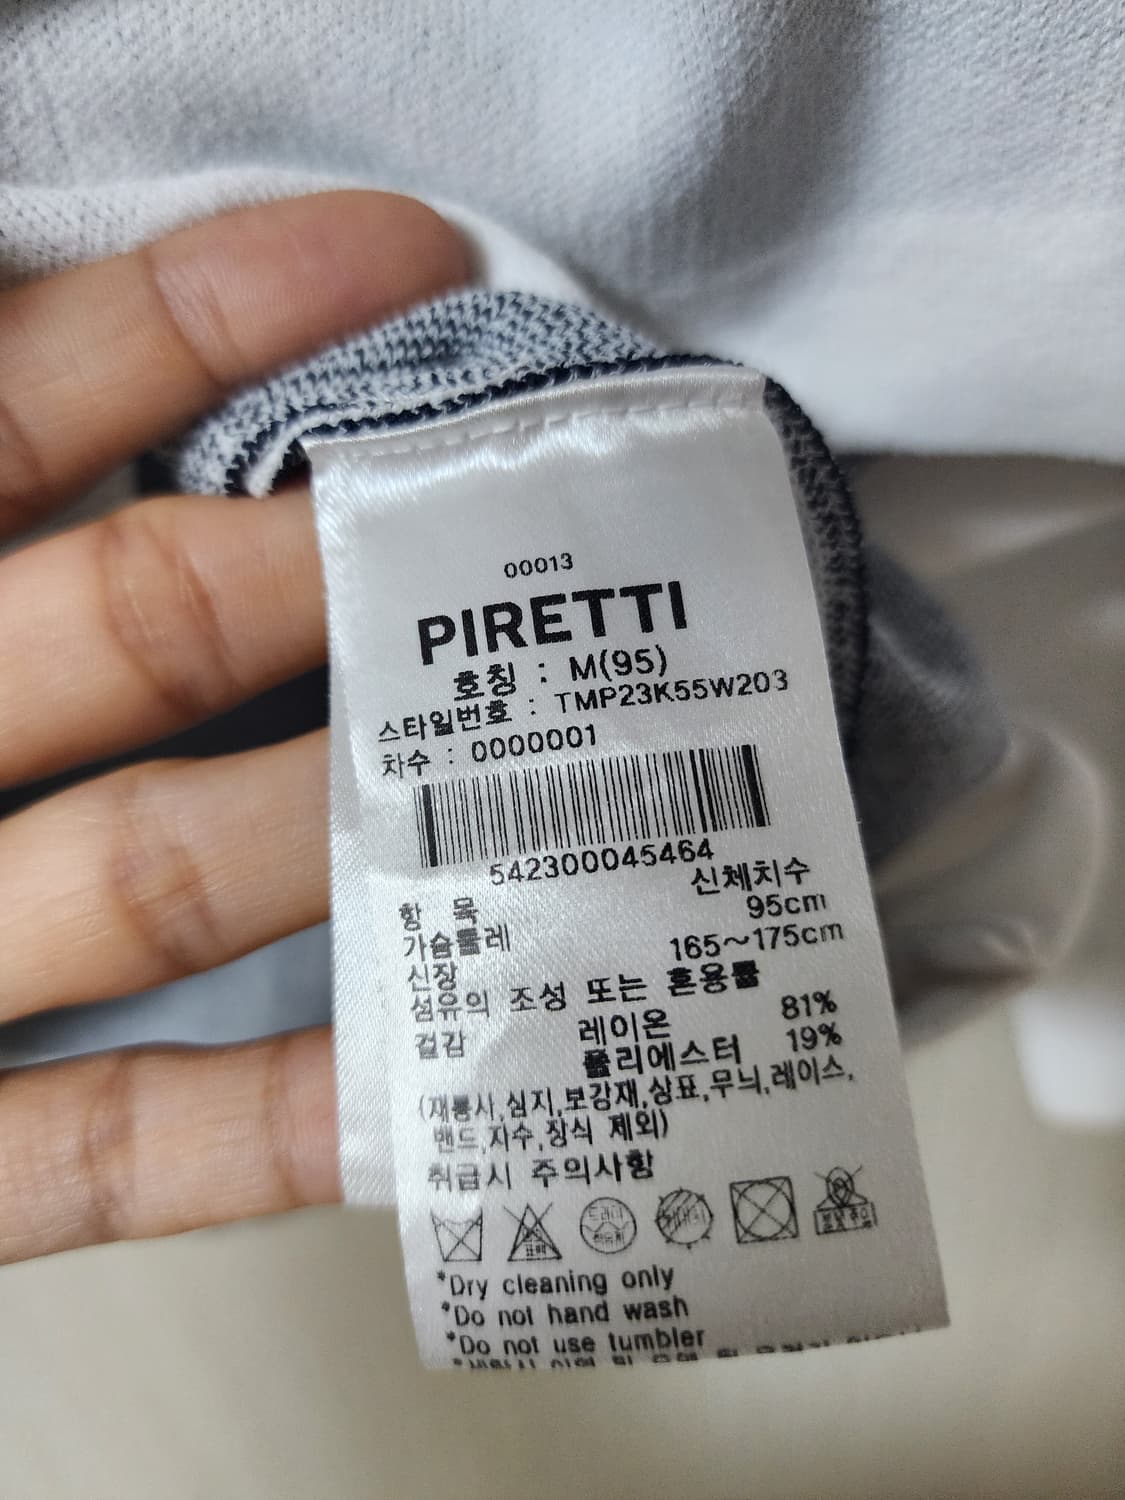 00013
PIRETTI
호칭 : M(95)
스타일번호 : TMP23K55W203
차수 : 0000001
542300045464
항 목 신체치수
가슴둘레 95cm
신장 165~175cm
섬유의 조성 또는 혼용률
겉감 레이온 81%
폴리에스터 19%
(재봉사,심지,보강재,상표,무늬,레이스,
밴드,자수,장식 제외)
취급시 주의사항
드라이
*Dry cleaning only
*Do not hand wash
*Do not use tumbler